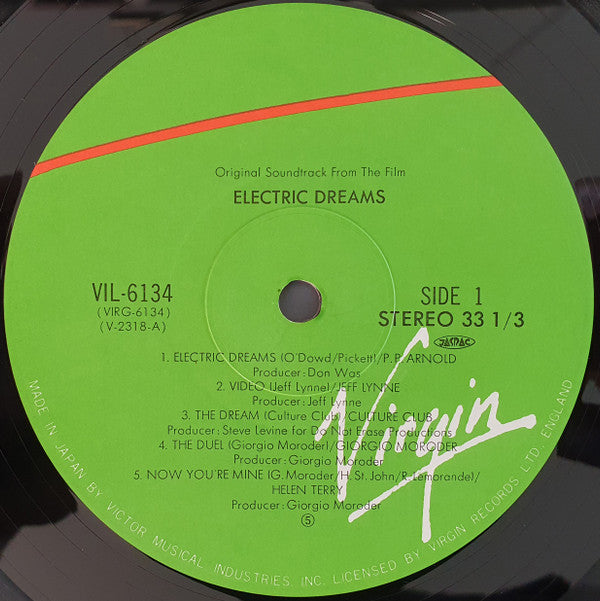 Original Soundtrack From The Film
ELECTRIC DREAMS
VIL-6134
(VIRG-6134)
(V-2318-A)
SIDE 1
STEREO 33 1/3
JASRAC
1. ELECTRIC DREAMS (O'Dowd/Pickett)/P. P. ARNOLD
Producer: Don Was
2. VIDEO (Jeff Lynne)/JEFF LYNNE
Producer: Jeff Lynne
3. THE DREAM (Culture Club)/CULTURE CLUB
Producer: Steve Levine for Do Not Erase Productions
4. THE DUEL (Giorgio Moroder)/GIORGIO MORODER
Producer: Giorgio Moroder
5. NOW YOU'RE MINE (G. Moroder/H. St. John/R. Lemorande)/
HELEN TERRY
Producer: Giorgio Moroder
⑤
Virgin
MADE IN JAPAN BY VICTOR MUSICAL INDUSTRIES, INC. LICENSED BY VIRGIN RECORDS LTD. ENGLAND